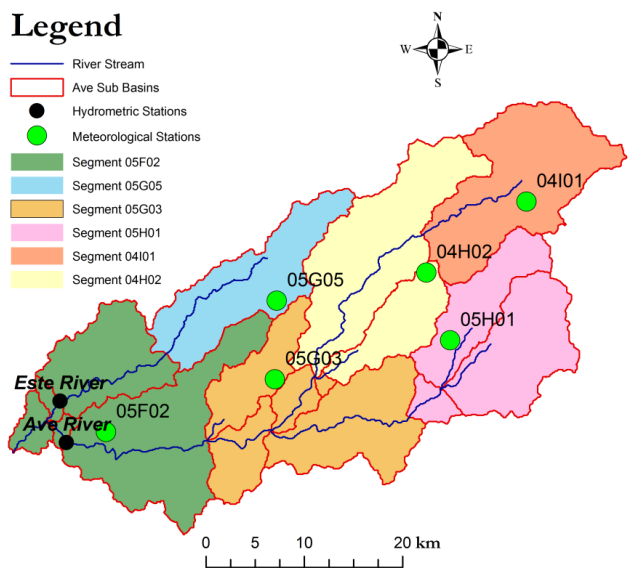 Legend
River Stream
Ave Sub Basins
Hydrometric Stations
Meteorological Stations
Segment 05F02
Segment 05G05
Segment 05G03
Segment 05H01
Segment 04I01
Segment 04H02
N
W E
S
04I01
04H02
05G05
05H01
05G03
Este River
05F02
Ave River
0 5 10 20 km